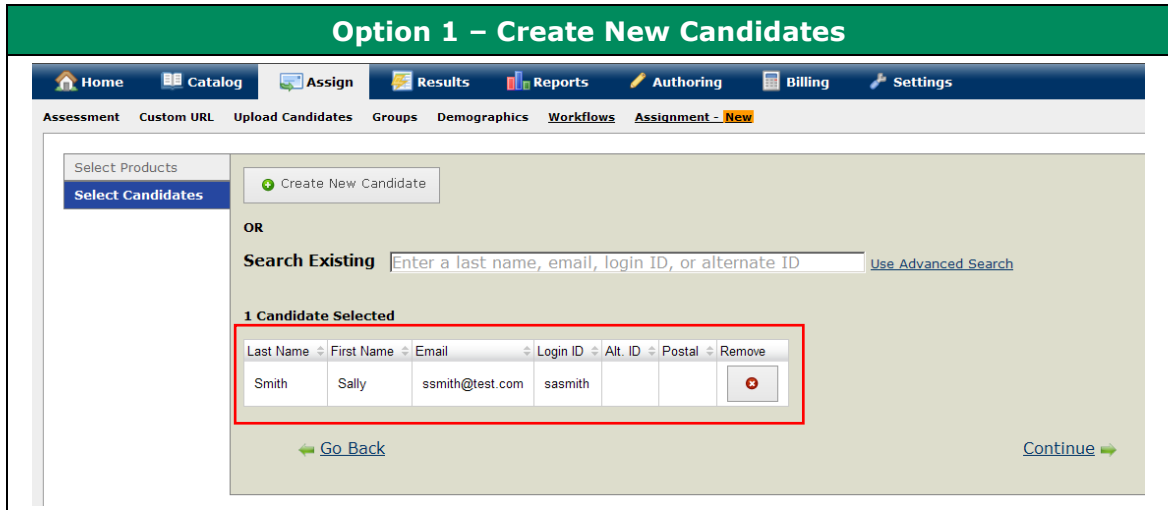 Option 1 – Create New Candidates
Home Catalog Assign Results Reports Authoring Billing Settings
Assessment Custom URL Upload Candidates Groups Demographics Workflows Assignment - New
Select Products
Select Candidates
Create New Candidate
OR
Search Existing Enter a last name, email, login ID, or alternate ID Use Advanced Search
1 Candidate Selected
Last Name First Name Email Login ID Alt. ID Postal Remove
Smith Sally ssmith@test.com sasmith
Go Back Continue